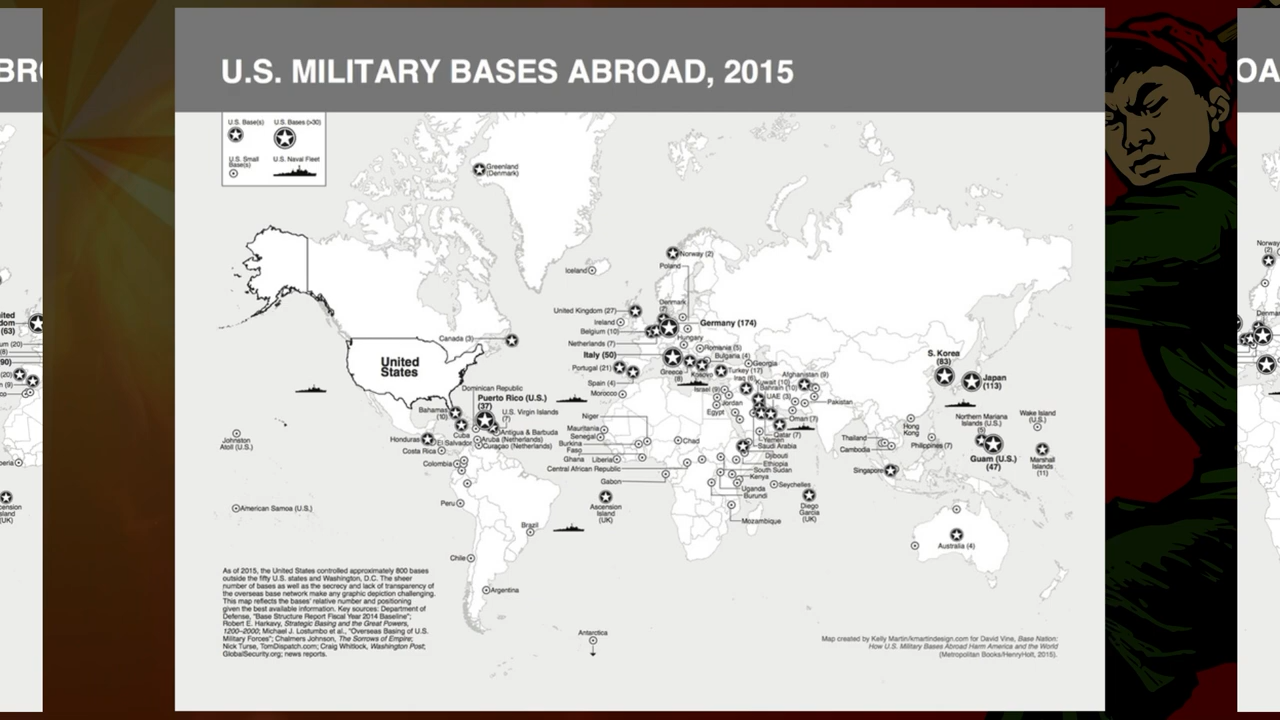 BR
U.S. MILITARY BASES ABROAD, 2015
OA
U.S. Base(s)
U.S. Bases (>30)
U.S. Small
Base(s)
U.S. Naval Fleet
Greenland
(Denmark)
Norway (2)
Poland
Iceland
Denmark
United Kingdom (27)
Ireland
Belgium (10)
Germany (174)
Netherlands (7)
Hungary
Canada (3)
Romania (5)
Bulgaria (4)
Italy (50)
Georgia
Portugal (21)
Greece
(8)
Kosovo
Turkey (17)
Iraq (6)
Afghanistan (9)
Kuwait (10)
Bahrain (10)
UAE (3)
Spain (4)
Israel (9)
Morocco
Jordan
Egypt
Pakistan
Oman (7)
Qatar (7)
Yemen
Saudi Arabia
S. Korea
(83)
Japan
(113)
United
States
Dominican Republic
Puerto Rico (U.S.)
(37)
Bahamas
(10)
U.S. Virgin Islands
(7)
Antigua & Barbuda
Cuba
Aruba (Netherlands)
Honduras
El Salvador
Curaçao (Netherlands)
Costa Rica
Colombia
Johnston
Atoll (U.S.)
Niger
Mauritania
Senegal
Burkina
Faso
Chad
Ghana
Liberia
Central African Republic
Gabon
Djibouti
Ethiopia
South Sudan
Kenya
Uganda
Burundi
Seychelles
Mozambique
Hong
Kong
Thailand
Cambodia
Philippines (7)
Singapore
Northern Mariana
Islands (U.S.)
(5)
Guam (U.S.)
(47)
Wake Island
(U.S.)
Marshall
Islands
(11)
American Samoa (U.S.)
Peru
Brazil
Ascension
Island
(UK)
Diego
Garcia
(UK)
Australia (4)
Chile
Argentina
Antarctica
As of 2015, the United States controlled approximately 800 bases
outside the fifty U.S. states and Washington, D.C. The sheer
number of bases as well as the secrecy and lack of transparency of
the overseas base network make any graphic depiction challenging.
This map reflects the bases' relative number and positioning
given the best available information. Key sources: Department of
Defense, "Base Structure Report Fiscal Year 2014 Baseline";
Robert E. Harkavy, Strategic Basing and the Great Powers,
1200–2000; Michael J. Lostumbo et al., "Overseas Basing of U.S.
Military Forces"; Chalmers Johnson, The Sorrows of Empire;
Nick Turse, TomDispatch.com; Craig Whitlock, Washington Post;
GlobalSecurity.org; news reports.
Map created by Kelly Martin/kmartindesign.com for David Vine, Base Nation:
How U.S. Military Bases Abroad Harm America and the World
(Metropolitan Books/HenryHolt, 2015).